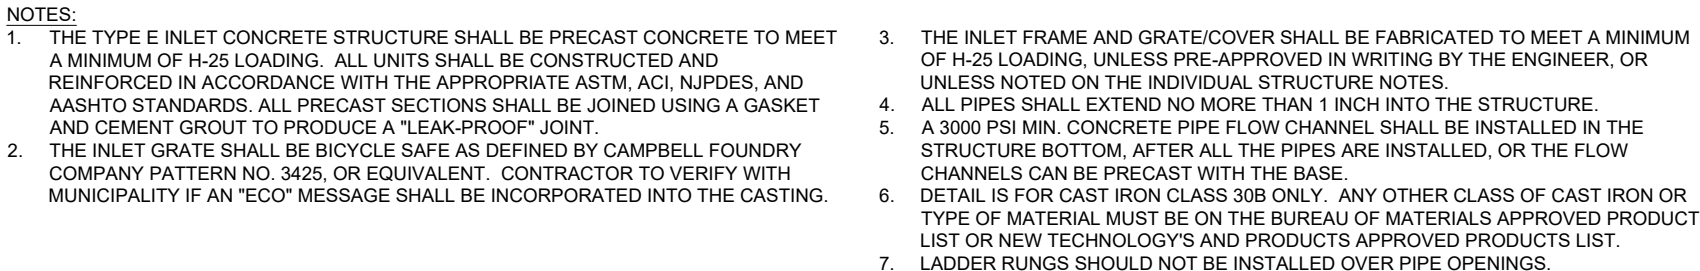 NOTES:
1. THE TYPE E INLET CONCRETE STRUCTURE SHALL BE PRECAST CONCRETE TO MEET
A MINIMUM OF H-25 LOADING. ALL UNITS SHALL BE CONSTRUCTED AND
REINFORCED IN ACCORDANCE WITH THE APPROPRIATE ASTM, ACI, NJPDES, AND
AASHTO STANDARDS. ALL PRECAST SECTIONS SHALL BE JOINED USING A GASKET
AND CEMENT GROUT TO PRODUCE A "LEAK-PROOF" JOINT.
2. THE INLET GRATE SHALL BE BICYCLE SAFE AS DEFINED BY CAMPBELL FOUNDRY
COMPANY PATTERN NO. 3425, OR EQUIVALENT. CONTRACTOR TO VERIFY WITH
MUNICIPALITY IF AN "ECO" MESSAGE SHALL BE INCORPORATED INTO THE CASTING.
3. THE INLET FRAME AND GRATE/COVER SHALL BE FABRICATED TO MEET A MINIMUM
OF H-25 LOADING, UNLESS PRE-APPROVED IN WRITING BY THE ENGINEER, OR
UNLESS NOTED ON THE INDIVIDUAL STRUCTURE NOTES.
4. ALL PIPES SHALL EXTEND NO MORE THAN 1 INCH INTO THE STRUCTURE.
5. A 3000 PSI MIN. CONCRETE PIPE FLOW CHANNEL SHALL BE INSTALLED IN THE
STRUCTURE BOTTOM, AFTER ALL THE PIPES ARE INSTALLED, OR THE FLOW
CHANNELS CAN BE PRECAST WITH THE BASE.
6. DETAIL IS FOR CAST IRON CLASS 30B ONLY. ANY OTHER CLASS OF CAST IRON OR
TYPE OF MATERIAL MUST BE ON THE BUREAU OF MATERIALS APPROVED PRODUCT
LIST OR NEW TECHNOLOGY'S AND PRODUCTS APPROVED PRODUCTS LIST.
7. LADDER RUNGS SHOULD NOT BE INSTALLED OVER PIPE OPENINGS.